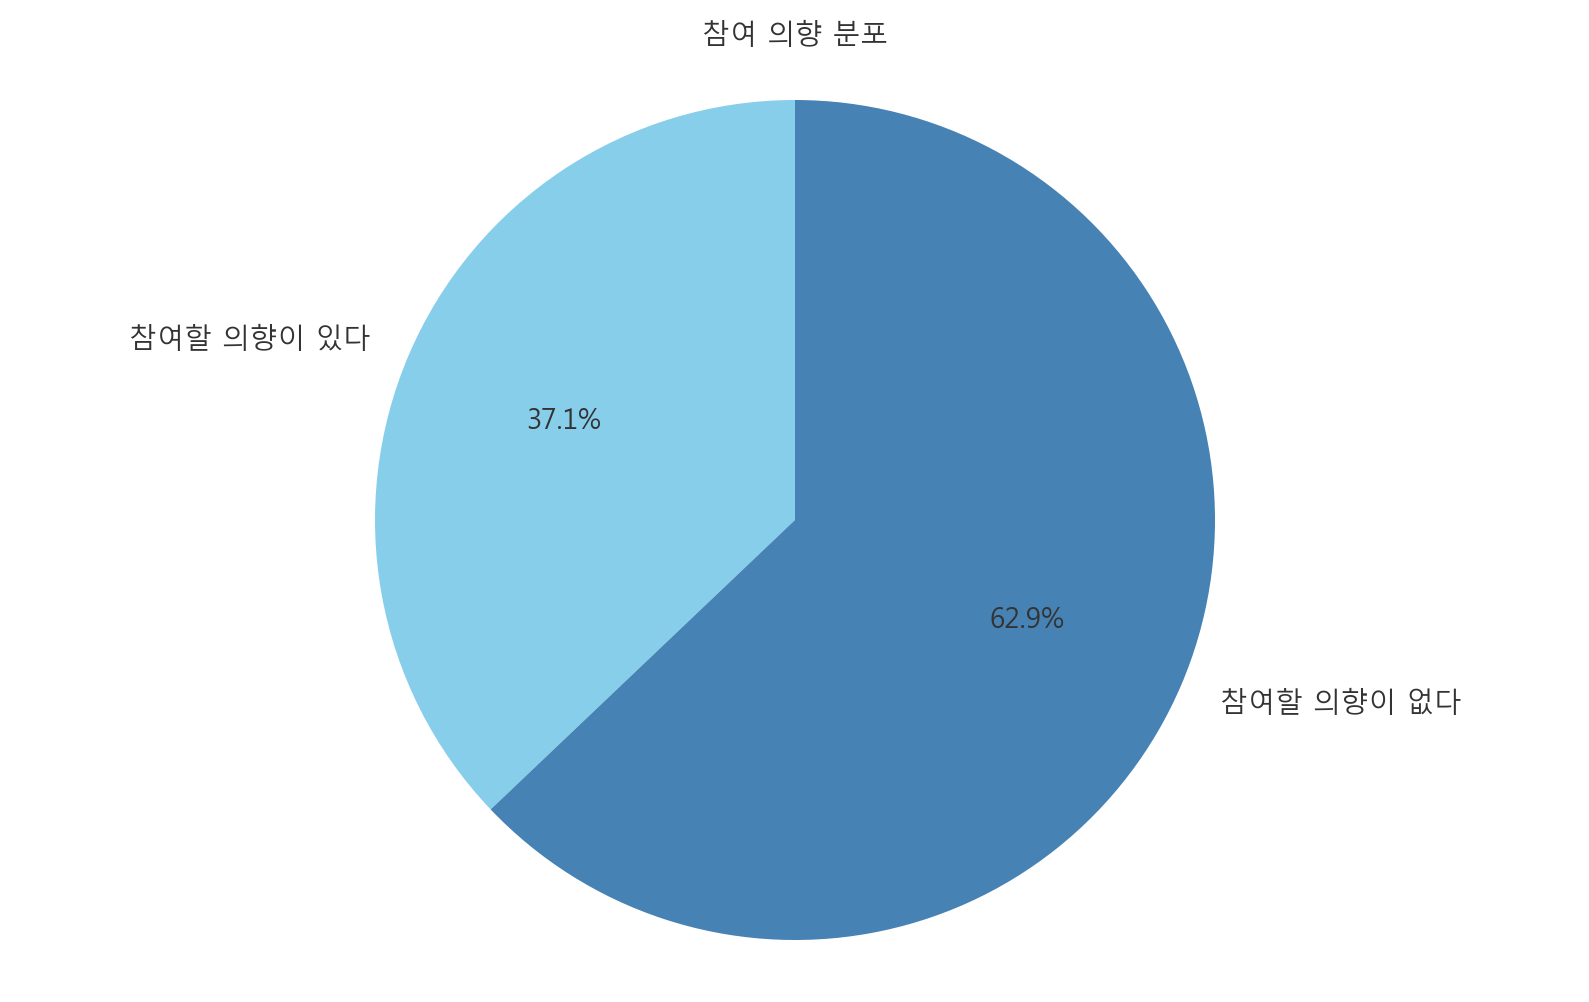 참여 의향 분포
참여할 의향이 있다
37.1%
62.9%
참여할 의향이 없다